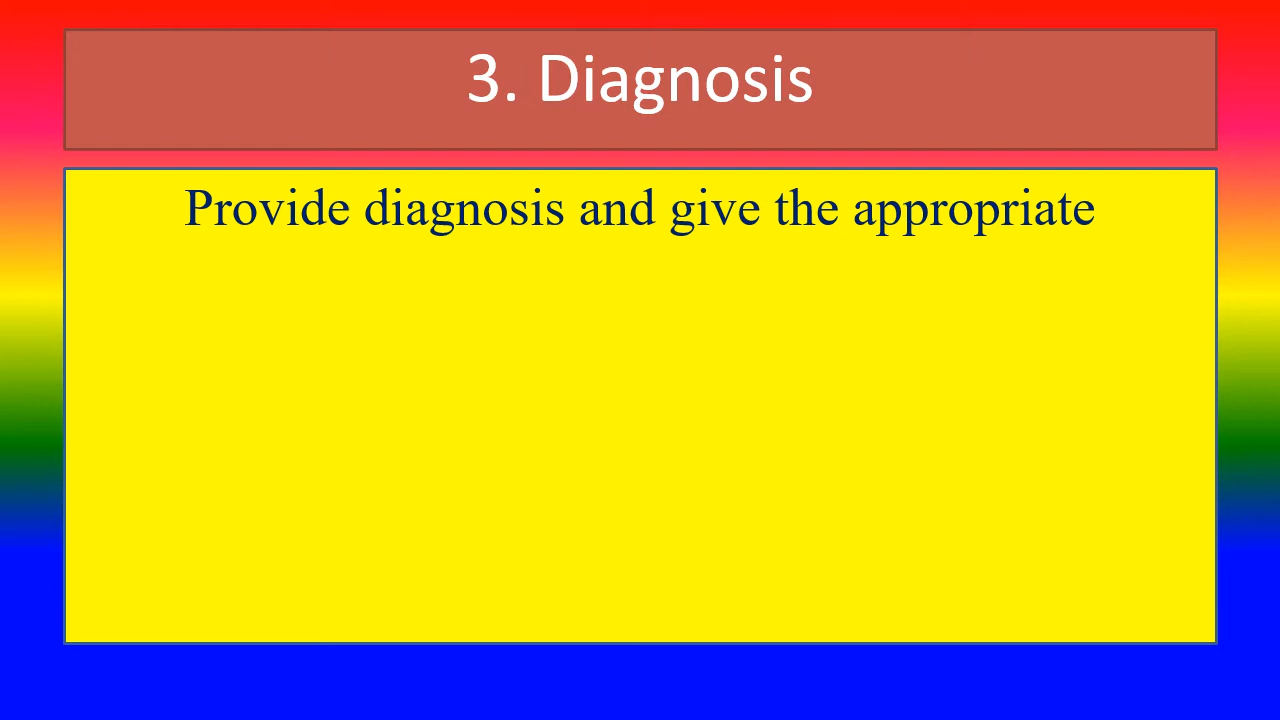 3. Diagnosis
Provide diagnosis and give the appropriate